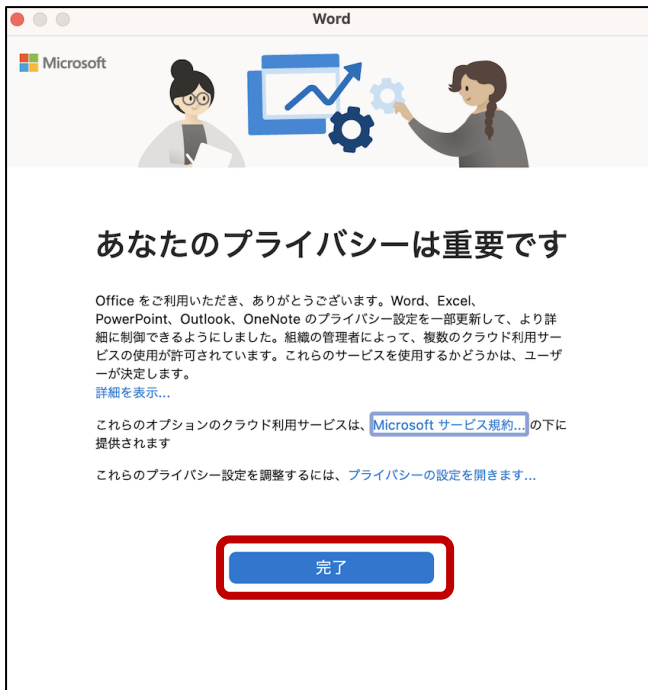 Word
Microsoft
あなたのプライバシーは重要です
Office をご利用いただき、ありがとうございます。Word、Excel、
PowerPoint、Outlook、OneNote のプライバシー設定を一部更新して、より詳
細に制御できるようにしました。組織の管理者によって、複数のクラウド利用サー
ビスの使用が許可されています。これらのサービスを使用するかどうかは、ユーザ
ーが決定します。
詳細を表示...
これらのオプションのクラウド利用サービスは、Microsoft サービス規約... の下に
提供されます
これらのプライバシー設定を調整するには、プライバシーの設定を開きます...
完了